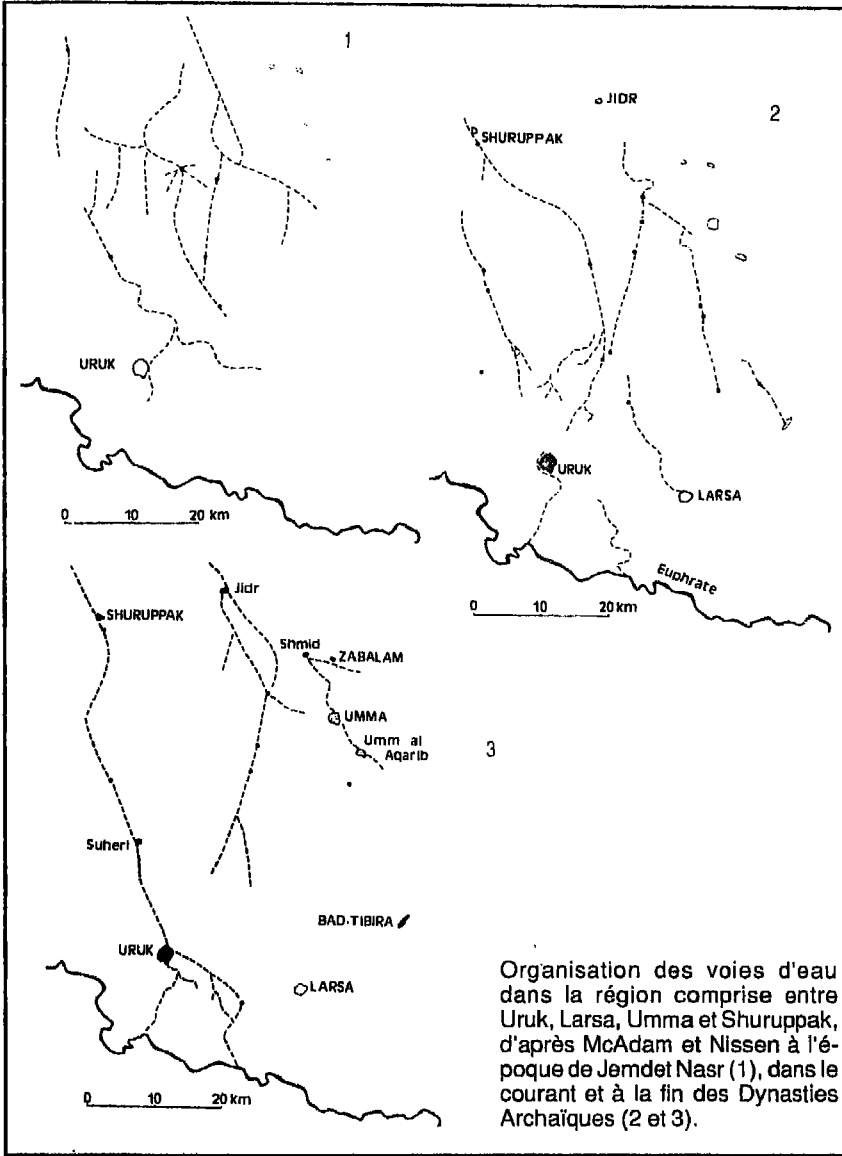 1
URUK
0 10 20 km
2
JIDR
SHURUPPAK
URUK
LARSA
Euphrate
0 10 20 km
3
Jidr
SHURUPPAK
Shmid
ZABALAM
UMMA
Umm al
Aqarib
Suheri
BAD-TIBIRA
URUK
LARSA
0 10 20 km
Organisation des voies d'eau
dans la région comprise entre
Uruk, Larsa, Umma et Shuruppak,
d'après McAdam et Nissen à l'é-
poque de Jemdet Nasr (1), dans le
courant et à la fin des Dynasties
Archaïques (2 et 3).